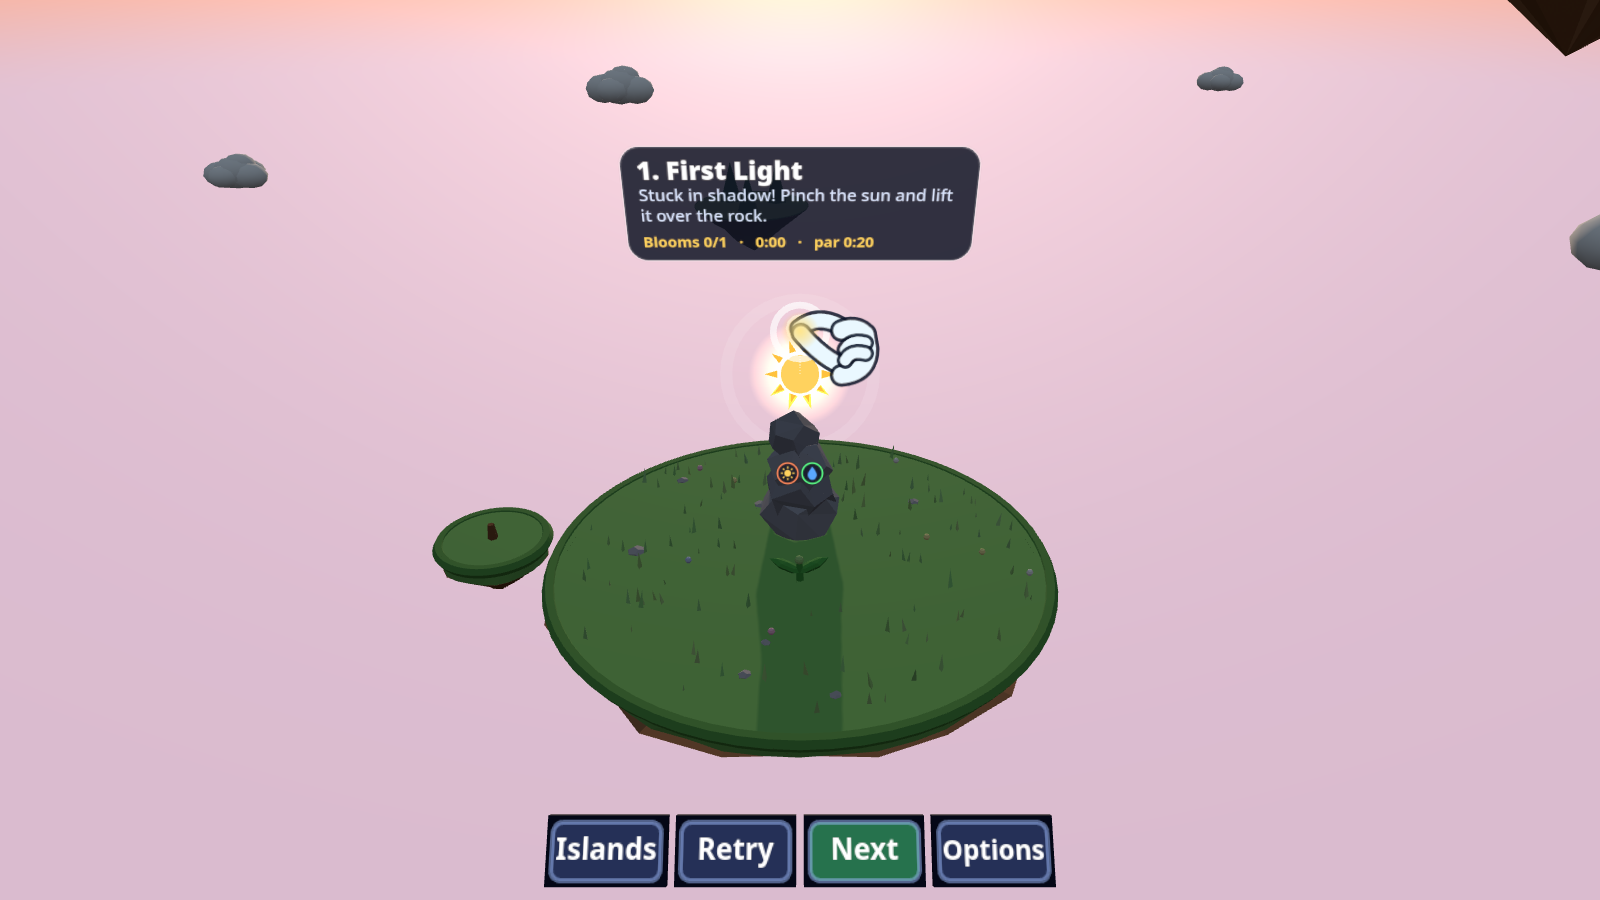 1. First Light
Stuck in shadow! Pinch the sun and lift
it over the rock.
Blooms 0/1 · 0:00 · par 0:20
Islands
Retry
Next
Options